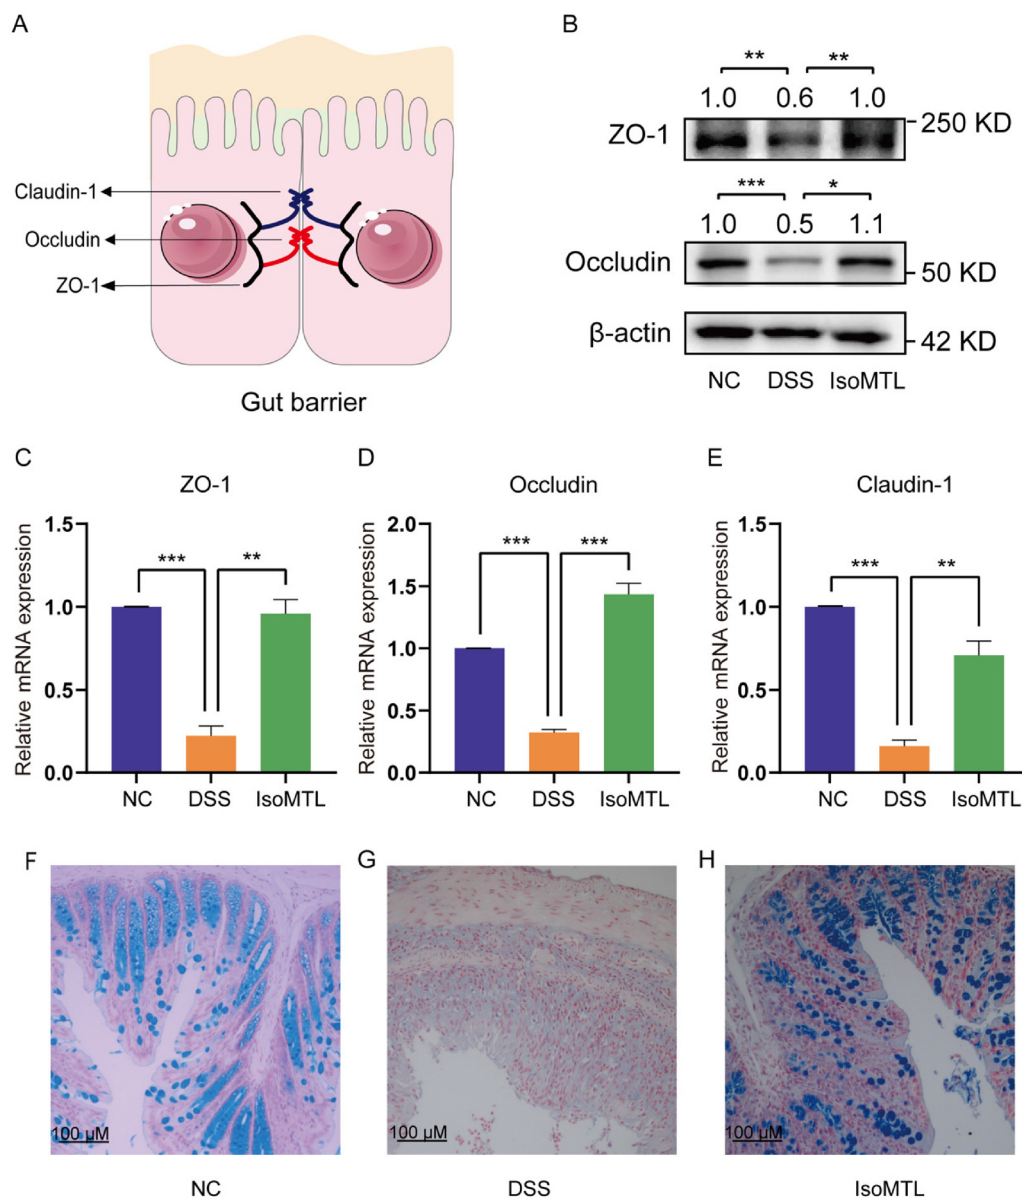 A
Claudin-1
Occludin
ZO-1
Gut barrier
B
** **
1.0 0.6 1.0
ZO-1
250 KD
*** *
1.0 0.5 1.1
Occludin
50 KD
β-actin
42 KD
NC DSS IsoMTL
C
ZO-1
Relative mRNA expression
1.5
1.0
0.5
0.0
*** **
NC DSS IsoMTL
D
Occludin
Relative mRNA expression
2.0
1.5
1.0
0.5
0.0
*** ***
NC DSS IsoMTL
E
Claudin-1
Relative mRNA expression
1.5
1.0
0.5
0.0
*** **
NC DSS IsoMTL
F
100 μM
NC
G
100 μM
DSS
H
100 μM
IsoMTL